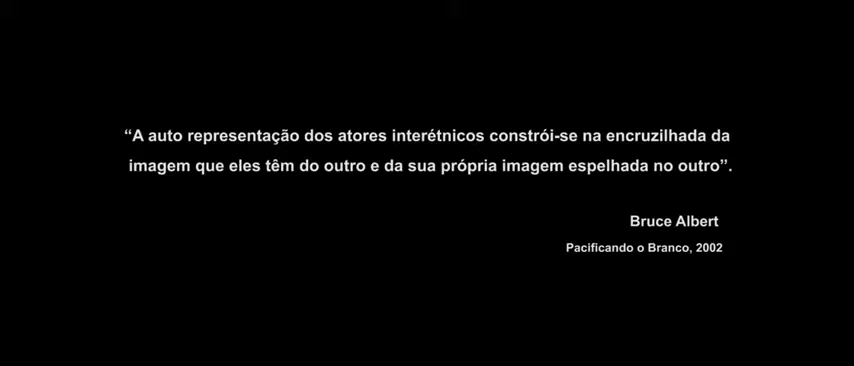 “A auto representação dos atores interétnicos constrói-se na encruzilhada da
imagem que eles têm do outro e da sua própria imagem espelhada no outro”.
Bruce Albert
Pacificando o Branco, 2002